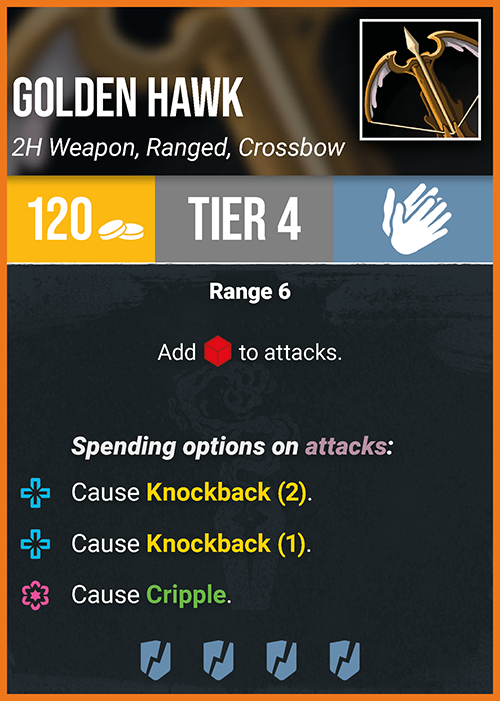 GOLDEN HAWK
2H Weapon, Ranged, Crossbow
120 TIER 4
Range 6
Add to attacks.
Spending options on attacks:
Cause Knockback (2).
Cause Knockback (1).
Cause Cripple.